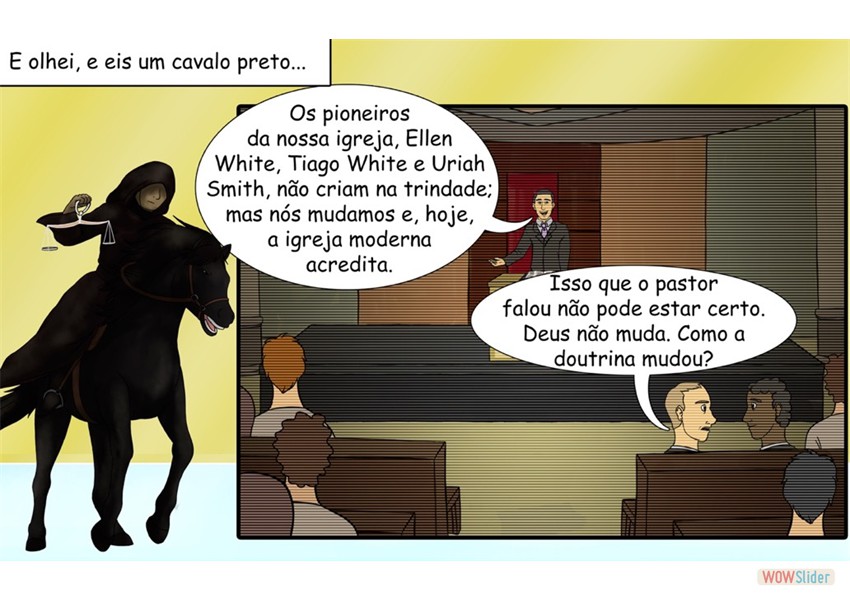 E olhei, e eis um cavalo preto...
Os pioneiros
da nossa igreja, Ellen
White, Tiago White e Uriah
Smith, não criam na trindade;
mas nós mudamos e, hoje,
a igreja moderna
acredita.
Isso que o pastor
falou não pode estar certo.
Deus não muda. Como a
doutrina mudou?
WOWSlider